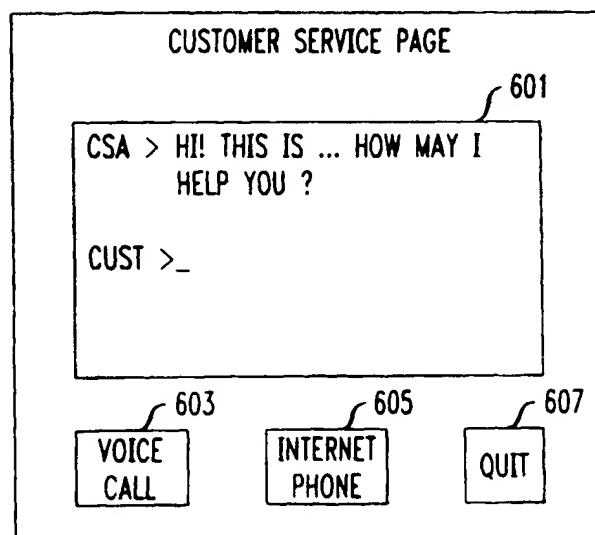 CUSTOMER SERVICE PAGE
601
CSA > HI! THIS IS ... HOW MAY I
HELP YOU ?
CUST >_
603
605
607
VOICE
CALL
INTERNET
PHONE
QUIT